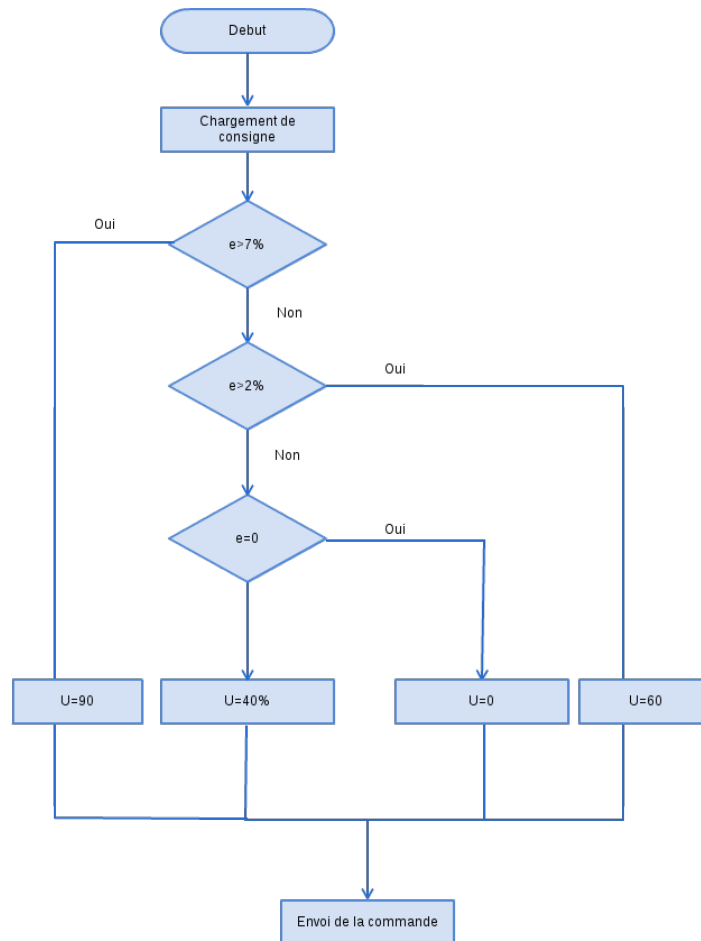 Debut
Chargement de
consigne
Oui
e>7%
Non
e>2%
Oui
Non
e=0
Oui
U=90
U=40%
U=0
U=60
Envoi de la commande